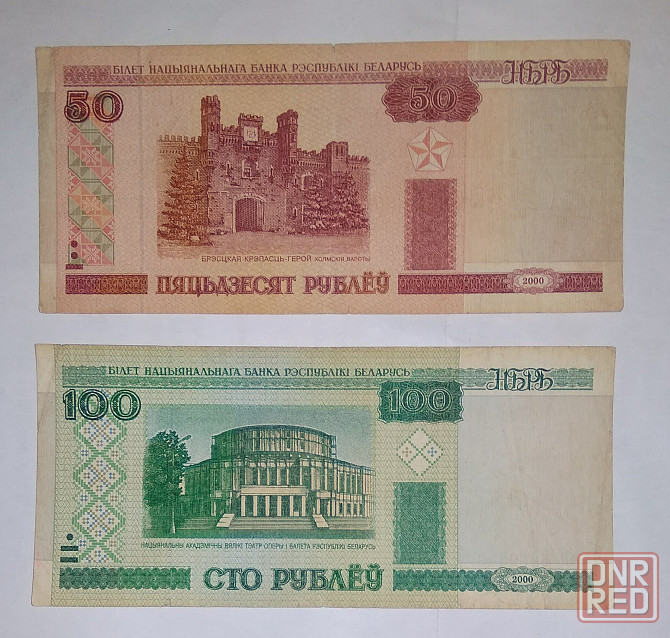 БІЛЕТ НАЦЫЯНАЛЬНАГА БАНКА РЭСПУБЛІКІ БЕЛАРУСЬ
НБРБ
50
50
БРЭСЦКАЯ КРЭПАСЦЬ-ГЕРОЙ ХОЛМСКІЯ ВАРОТЫ
ПЯЦЬДЗЕСЯТ РУБЛЁЎ
2000
БІЛЕТ НАЦЫЯНАЛЬНАГА БАНКА РЭСПУБЛІКІ БЕЛАРУСЬ
НБРБ
100
100
НАЦЫЯНАЛЬНЫ АКАДЭМІЧНЫ ВЯЛІКІ ТЭАТР ОПЕРЫ І БАЛЕТА РЭСПУБЛІКІ БЕЛАРУСЬ
СТО РУБЛЁЎ
2000
DNR
RED